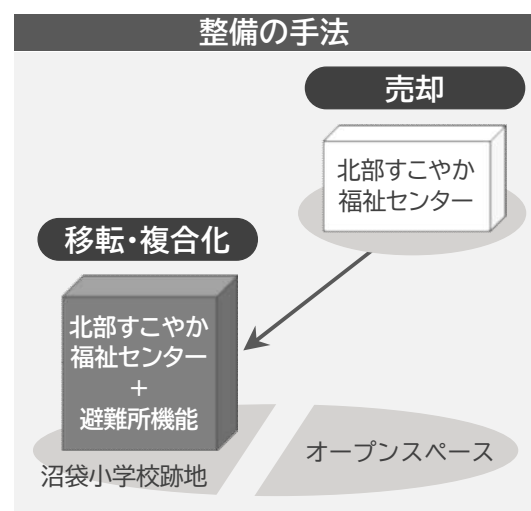 整備の手法
売却
北部すこやか
福祉センター
移転・複合化
北部すこやか
福祉センター
+
避難所機能
沼袋小学校跡地
オープンスペース